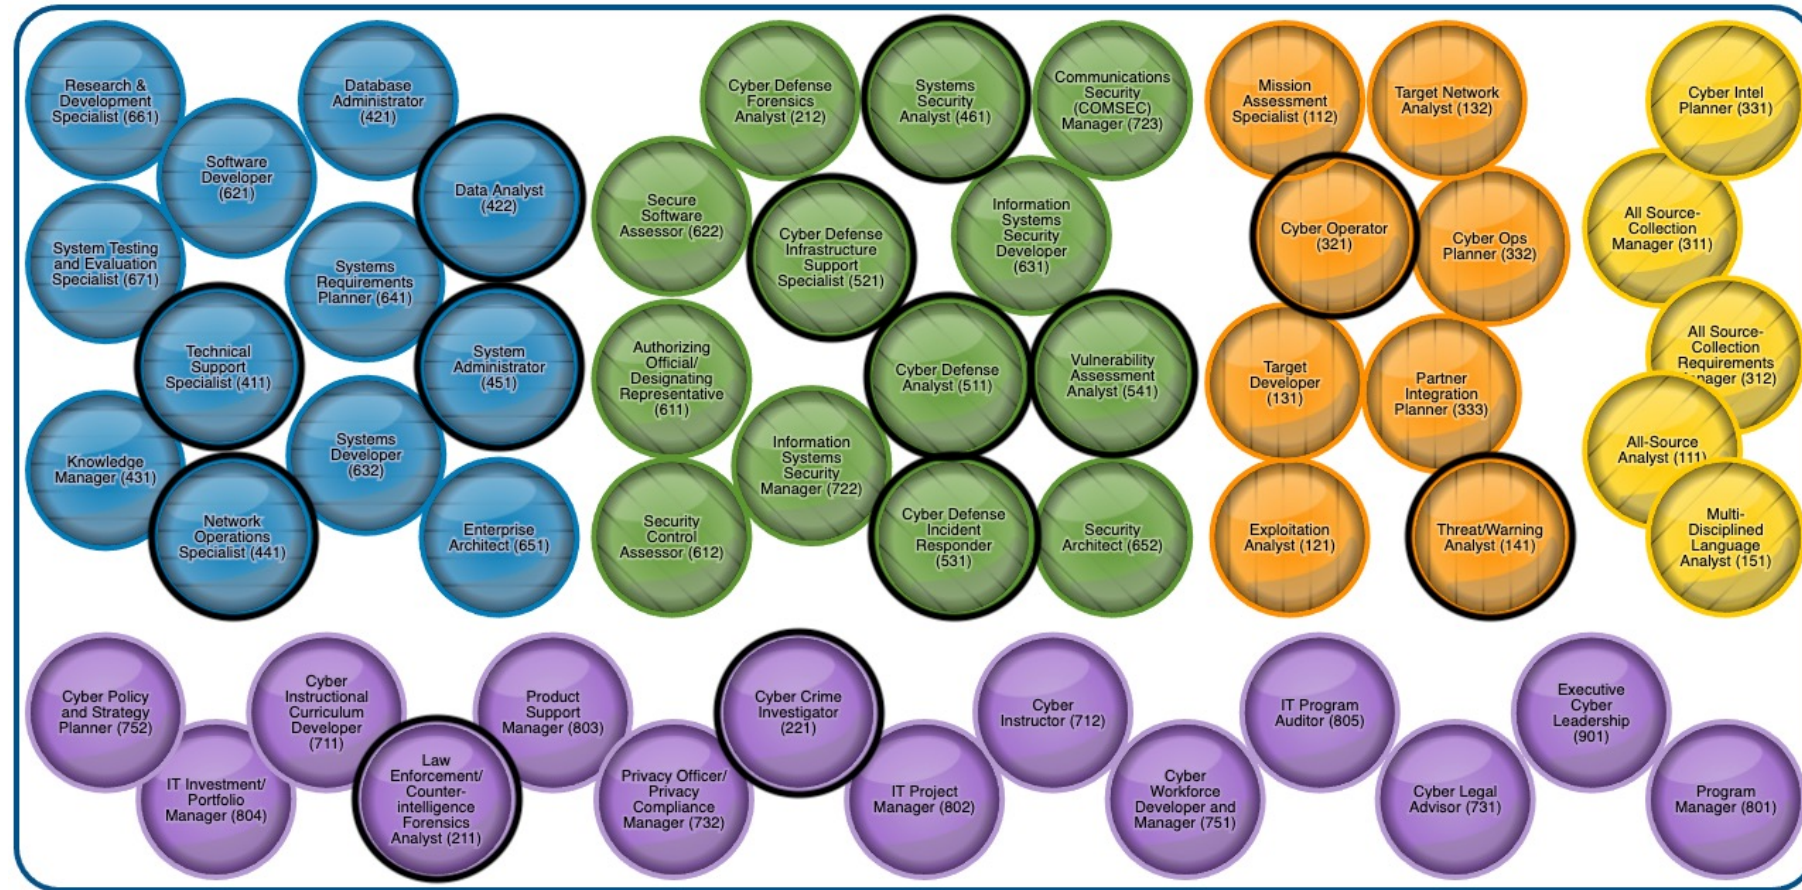 Research &
Development
Specialist (661)
Software
Developer
(621)
Database
Administrator
(421)
Data Analyst
(422)
System Testing
and Evaluation
Specialist (671)
Systems
Requirements
Planner (641)
Technical
Support
Specialist (411)
System
Administrator
(451)
Knowledge
Manager (431)
Systems
Developer
(632)
Network
Operations
Specialist (441)
Enterprise
Architect (651)
Cyber Defense
Forensics
Analyst (212)
Systems
Security
Analyst (461)
Communications
Security
(COMSEC)
Manager (723)
Secure
Software
Assessor (622)
Cyber Defense
Infrastructure
Support
Specialist (521)
Information
Systems
Security
Developer
(631)
Authorizing
Official/
Designating
Representative
(611)
Cyber Defense
Analyst (511)
Vulnerability
Assessment
Analyst (541)
Information
Systems
Security
Manager (722)
Security
Control
Assessor (612)
Cyber Defense
Incident
Responder
(531)
Security
Architect (652)
Mission
Assessment
Specialist (112)
Target Network
Analyst (132)
Cyber Operator
(321)
Cyber Ops
Planner (332)
Target
Developer
(131)
Partner
Integration
Planner (333)
Exploitation
Analyst (121)
Threat/Warning
Analyst (141)
Cyber Intel
Planner (331)
All Source-
Collection
Manager (311)
All Source-
Collection
Requirements
(312)
All-Source
Analyst (111)
Multi-
Disciplined
Language
Analyst (151)
Cyber Policy
and Strategy
Planner (752)
IT Investment/
Portfolio
Manager (804)
Cyber
Instructional
Curriculum
Developer
(711)
Law
Enforcement/
Counter-
intelligence
Forensics
Analyst (211)
Product
Support
Manager (803)
Privacy Officer/
Privacy
Compliance
Manager (732)
Cyber Crime
Investigator
(221)
IT Project
Manager (802)
Cyber
Instructor (712)
Cyber
Workforce
Developer and
Manager (751)
IT Program
Auditor (805)
Cyber Legal
Advisor (731)
Executive
Cyber
Leadership
(901)
Program
Manager (801)